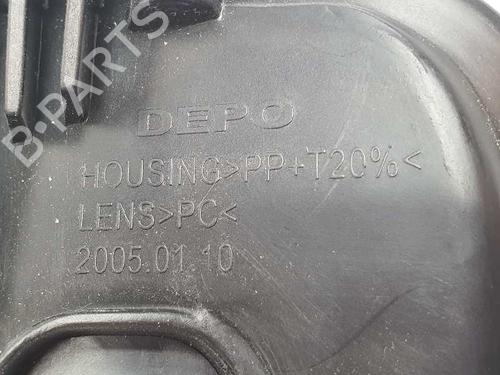 B-PARTS
DEPO
HOUSING>PP+T20%<
LENS>PC<
2005.01.10